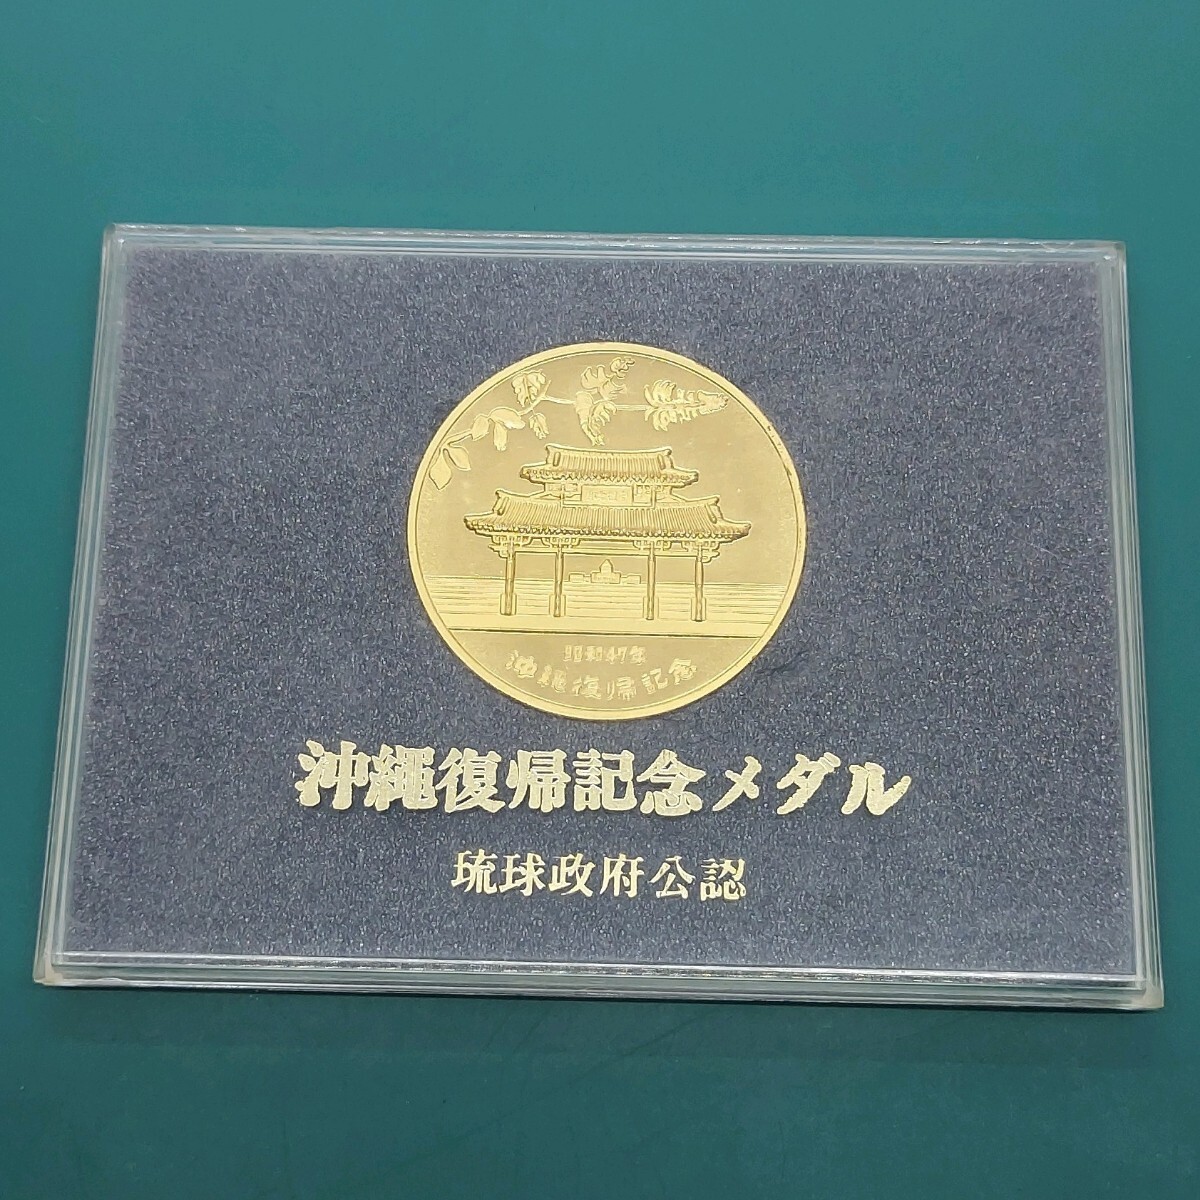 昭和47年
沖縄復帰記念
沖繩復帰記念メダル
琉球政府公認